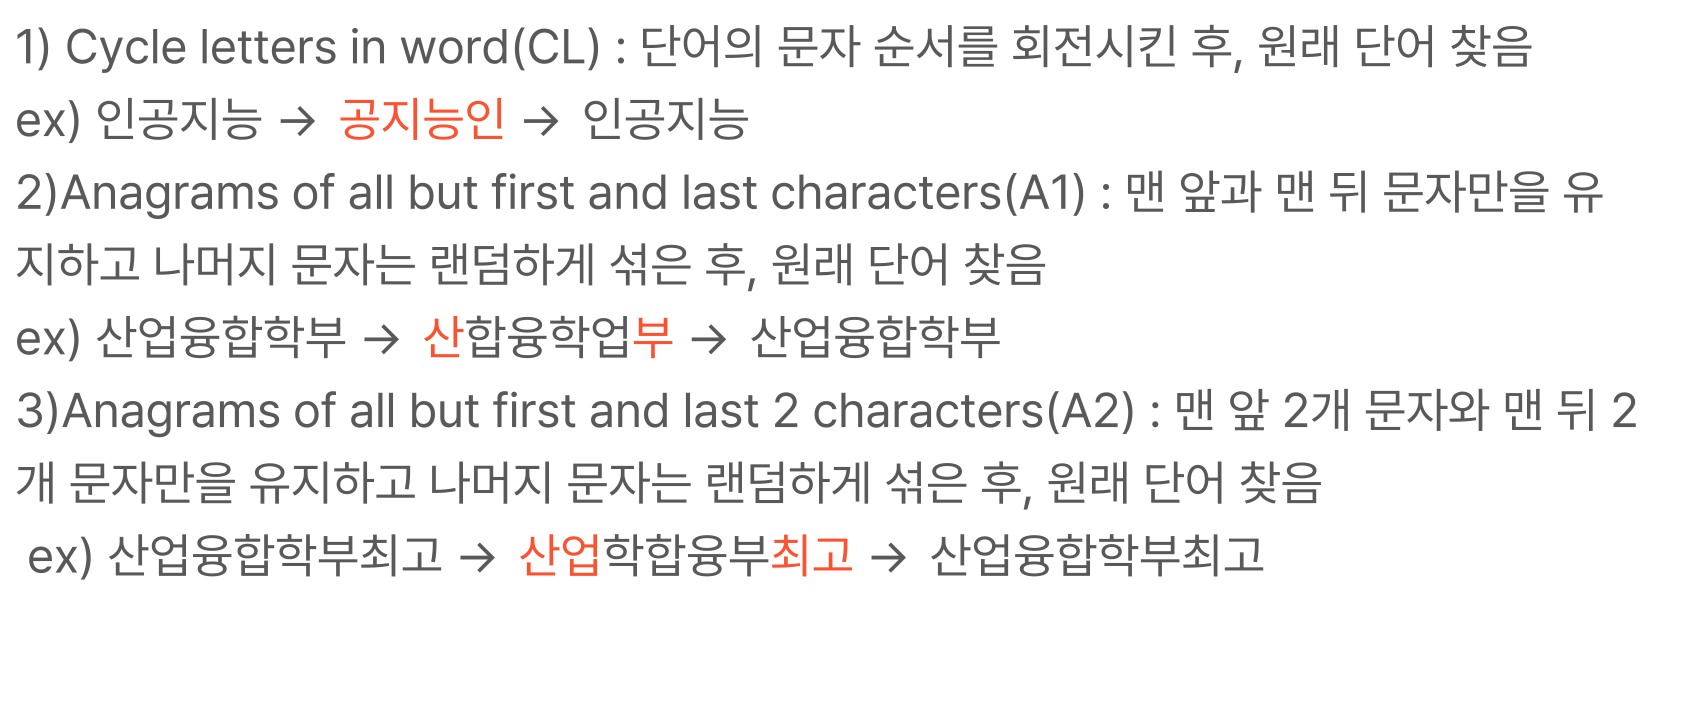 1) Cycle letters in word(CL) : 단어의 문자 순서를 회전시킨 후, 원래 단어 찾음
ex) 인공지능 → 공지능인 → 인공지능
2)Anagrams of all but first and last characters(A1) : 맨 앞과 맨 뒤 문자만을 유
지하고 나머지 문자는 랜덤하게 섞은 후, 원래 단어 찾음
ex) 산업융합학부 → 산합융학업부 → 산업융합학부
3)Anagrams of all but first and last 2 characters(A2) : 맨 앞 2개 문자와 맨 뒤 2
개 문자만을 유지하고 나머지 문자는 랜덤하게 섞은 후, 원래 단어 찾음
ex) 산업융합학부최고 → 산업학합융부최고 → 산업융합학부최고